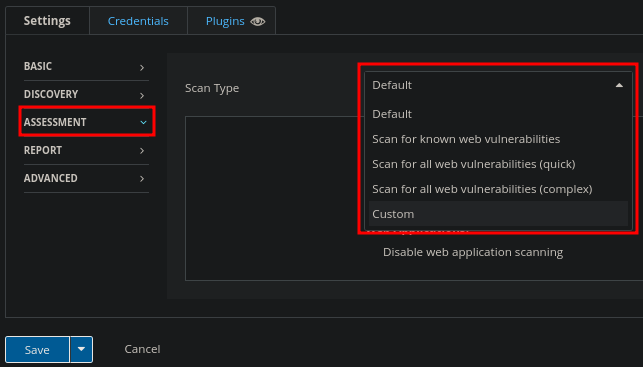 Settings Credentials Plugins
BASIC
DISCOVERY
ASSESSMENT
REPORT
ADVANCED
Scan Type
Default
Default
Scan for known web vulnerabilities
Scan for all web vulnerabilities (quick)
Scan for all web vulnerabilities (complex)
Custom
Disable web application scanning
Save Cancel